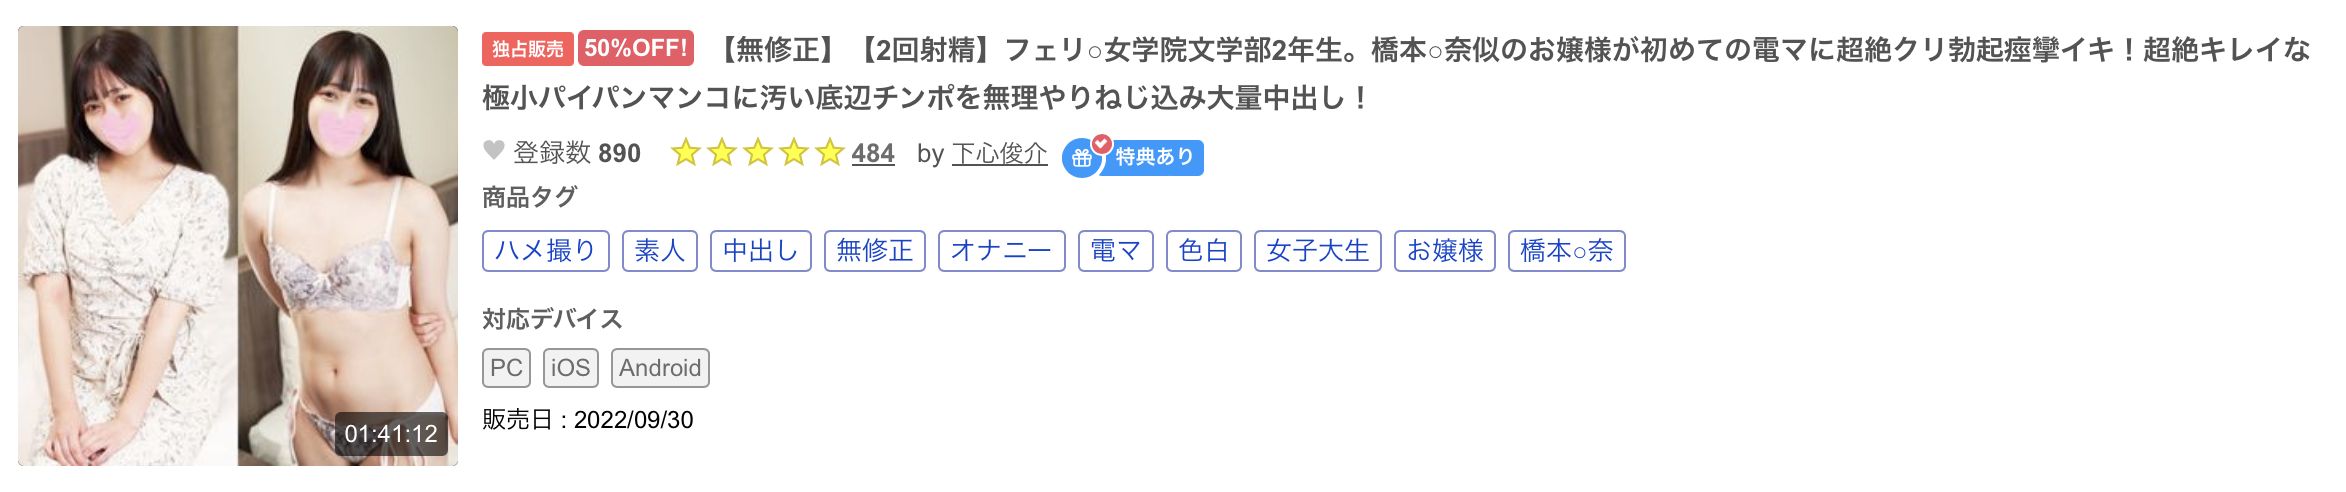 独占販売 50%OFF! 【無修正】【2回射精】フェリ○女学院文学部2年生。橋本○奈似のお嬢様が初めての電マに超絶クリ勃起痙攣イキ！超絶キレイな
極小パイパンマンコに汚い底辺チンポを無理やりねじ込み大量中出し！
登録数 890 484 by 下心俊介 特典あり
商品タグ
ハメ撮り 素人 中出し 無修正 オナニー 電マ 色白 女子大生 お嬢様 橋本○奈
対応デバイス
PC iOS Android
01:41:12
販売日 : 2022/09/30